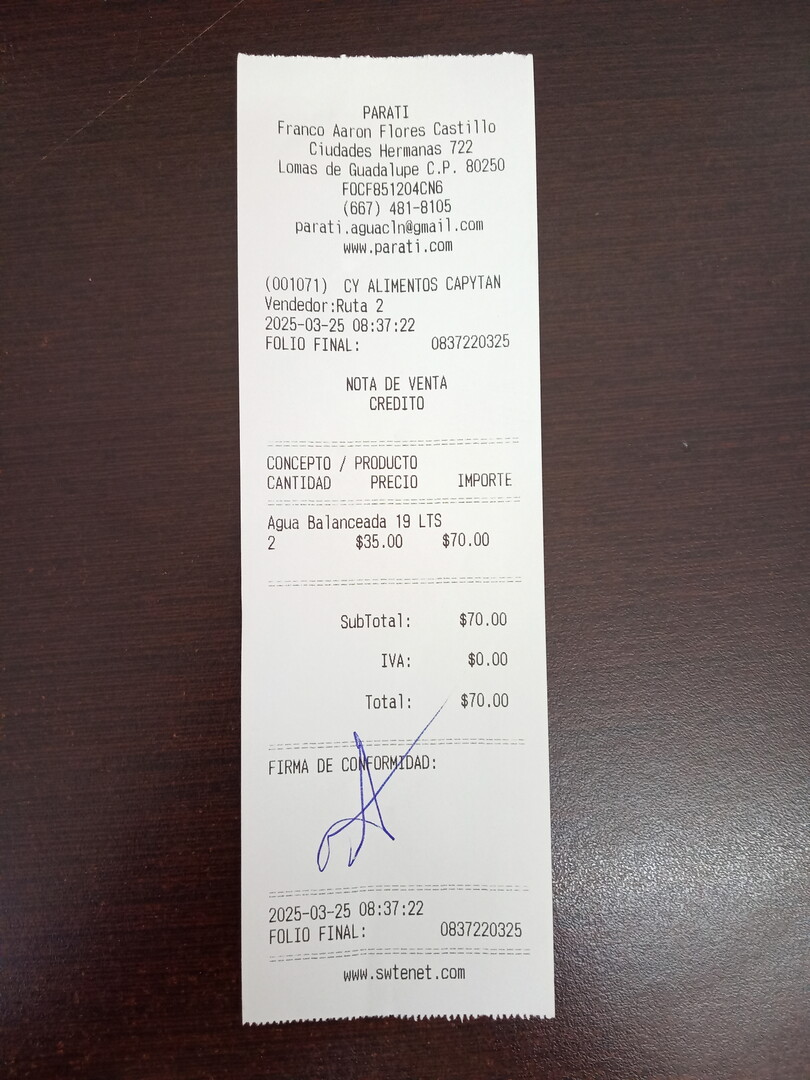 PARATI
Franco Aaron Flores Castillo
Ciudades Hermanas 722
Lomas de Guadalupe C.P. 80250
FOCF851204CN6
(667) 481-8105
parati.aguacln@gmail.com
www.parati.com
(001071) CY ALIMENTOS CAPYTAN
Vendedor:Ruta 2
2025-03-25 08:37:22
FOLIO FINAL: 0837220325
NOTA DE VENTA
CREDITO
CONCEPTO / PRODUCTO
CANTIDAD PRECIO IMPORTE
Agua Balanceada 19 LTS
2 $35.00 $70.00
SubTotal: $70.00
IVA: $0.00
Total: $70.00
FIRMA DE CONFORMIDAD:
2025-03-25 08:37:22
FOLIO FINAL: 0837220325
www.swtenet.com